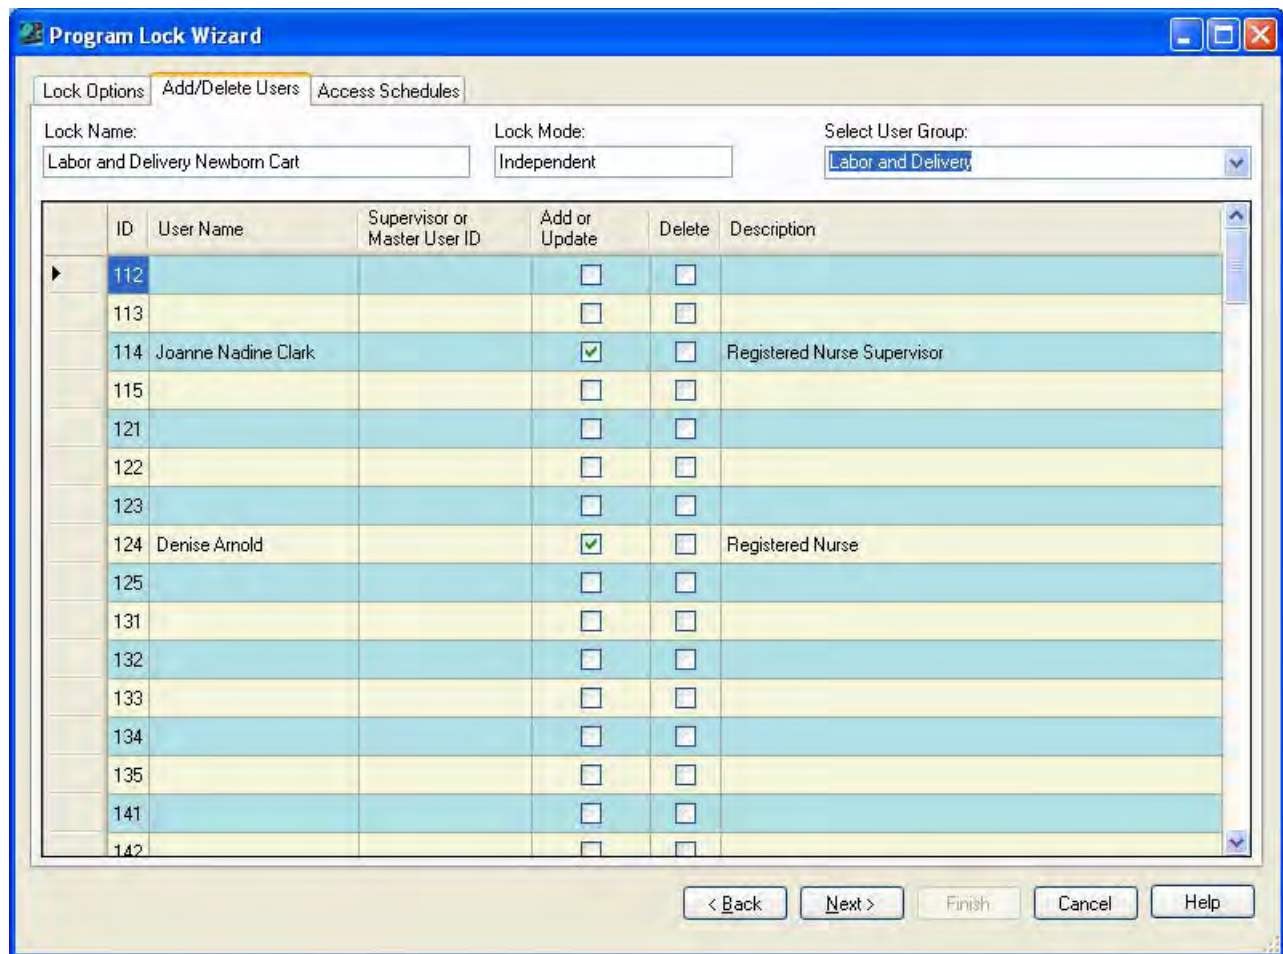 Program Lock Wizard
Lock Options Add/Delete Users Access Schedules
Lock Name: Lock Mode: Select User Group:
Labor and Delivery Newborn Cart Independent Labor and Delivery
ID User Name Supervisor or Master User ID Add or Update Delete Description
112
113
114 Joanne Nadine Clark Registered Nurse Supervisor
115
121
122
123
124 Denise Arnold Registered Nurse
125
131
132
133
134
135
141
142
< Back Next > Finish Cancel Help